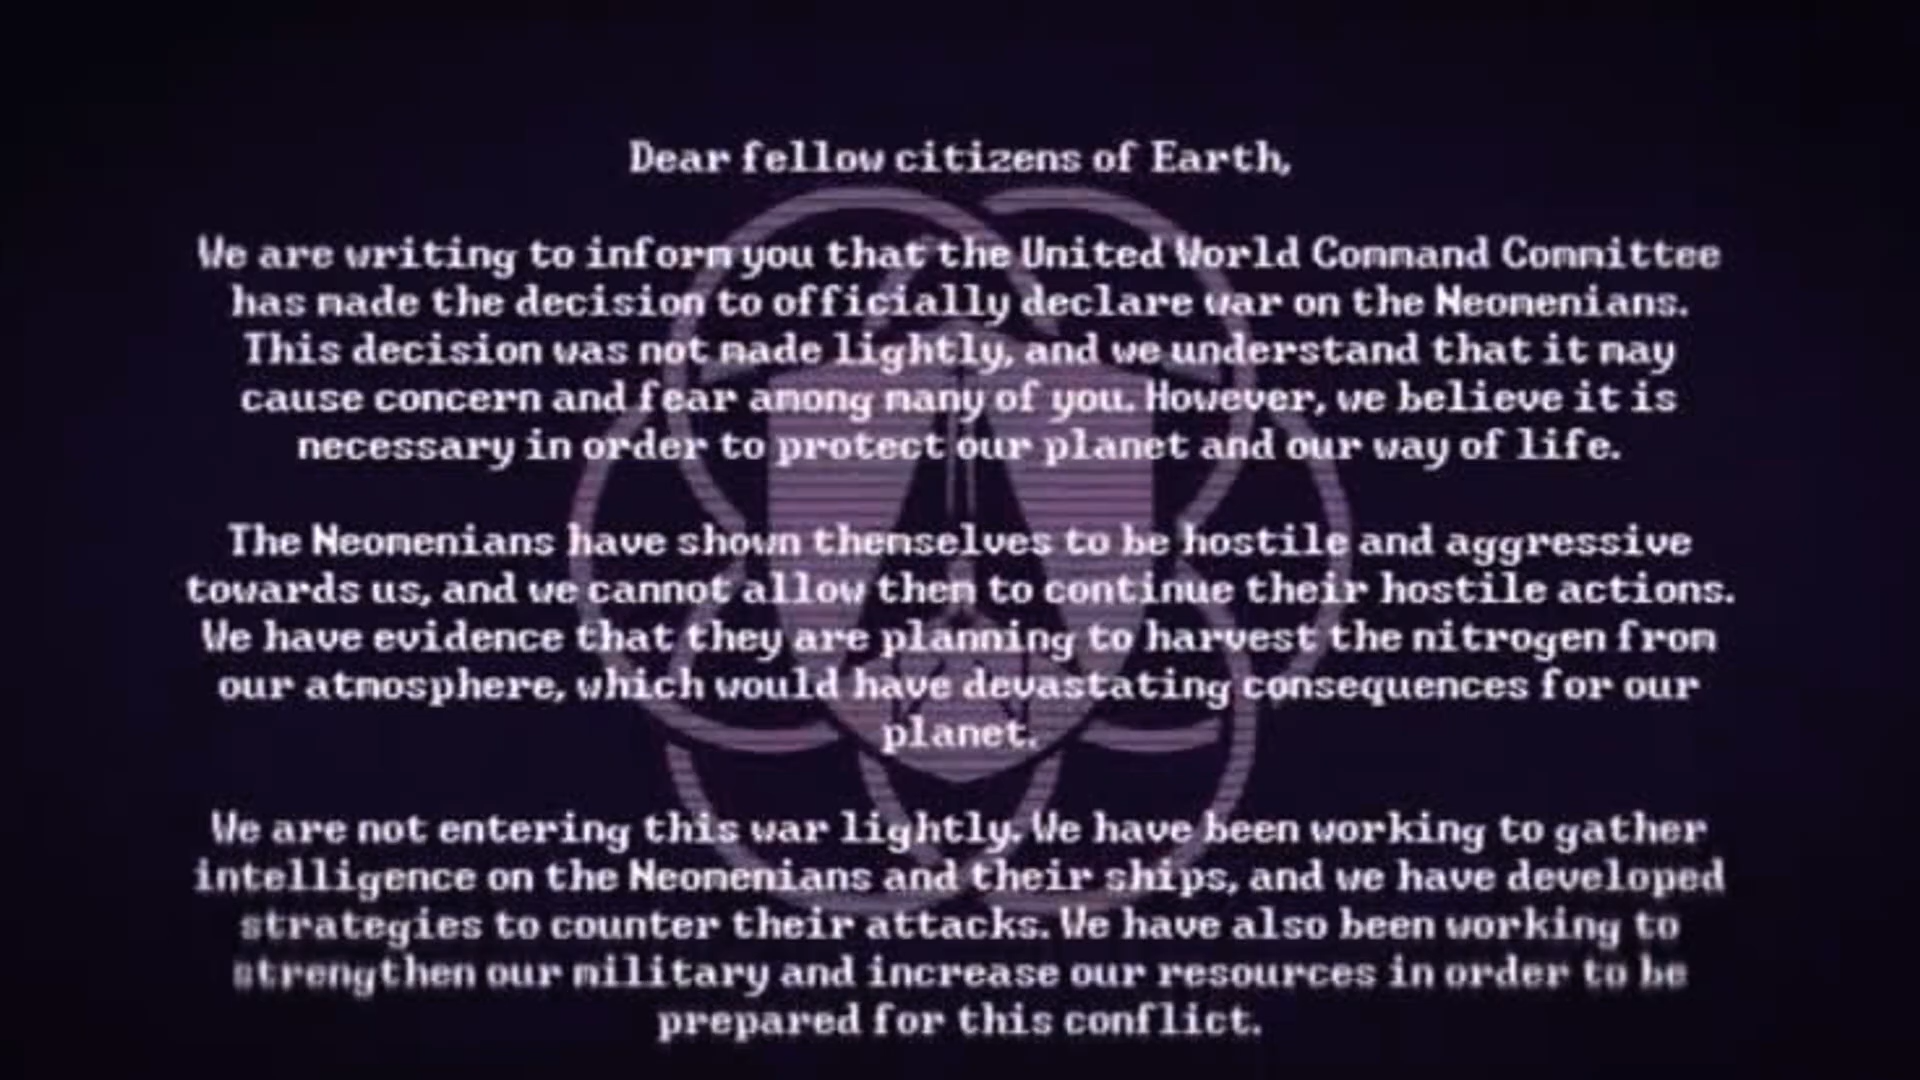 Dear fellow citizens of Earth,
We are writing to inform you that the United World Command Committee
has made the decision to officially declare war on the Neomenians.
This decision was not made lightly, and we understand that it may
cause concern and fear among many of you. However, we believe it is
necessary in order to protect our planet and our way of life.
The Neomenians have shown themselves to be hostile and aggressive
towards us, and we cannot allow them to continue their hostile actions.
We have evidence that they are planning to harvest the nitrogen from
our atmosphere, which would have devastating consequences for our
planet.
We are not entering this war lightly. We have been working to gather
intelligence on the Neomenians and their ships, and we have developed
strategies to counter their attacks. We have also been working to
strengthen our military and increase our resources in order to be
prepared for this conflict.